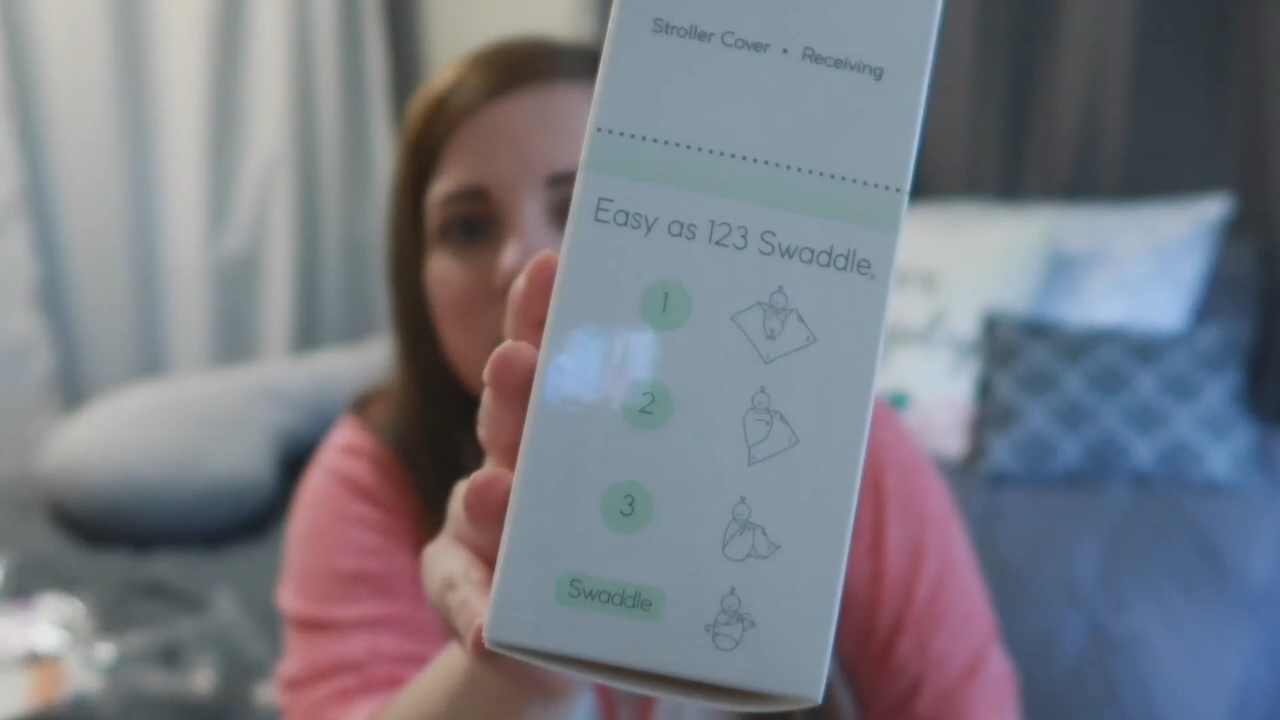 Stroller Cover • Receiving
Easy as 123 Swaddle
1
2
3
Swaddle